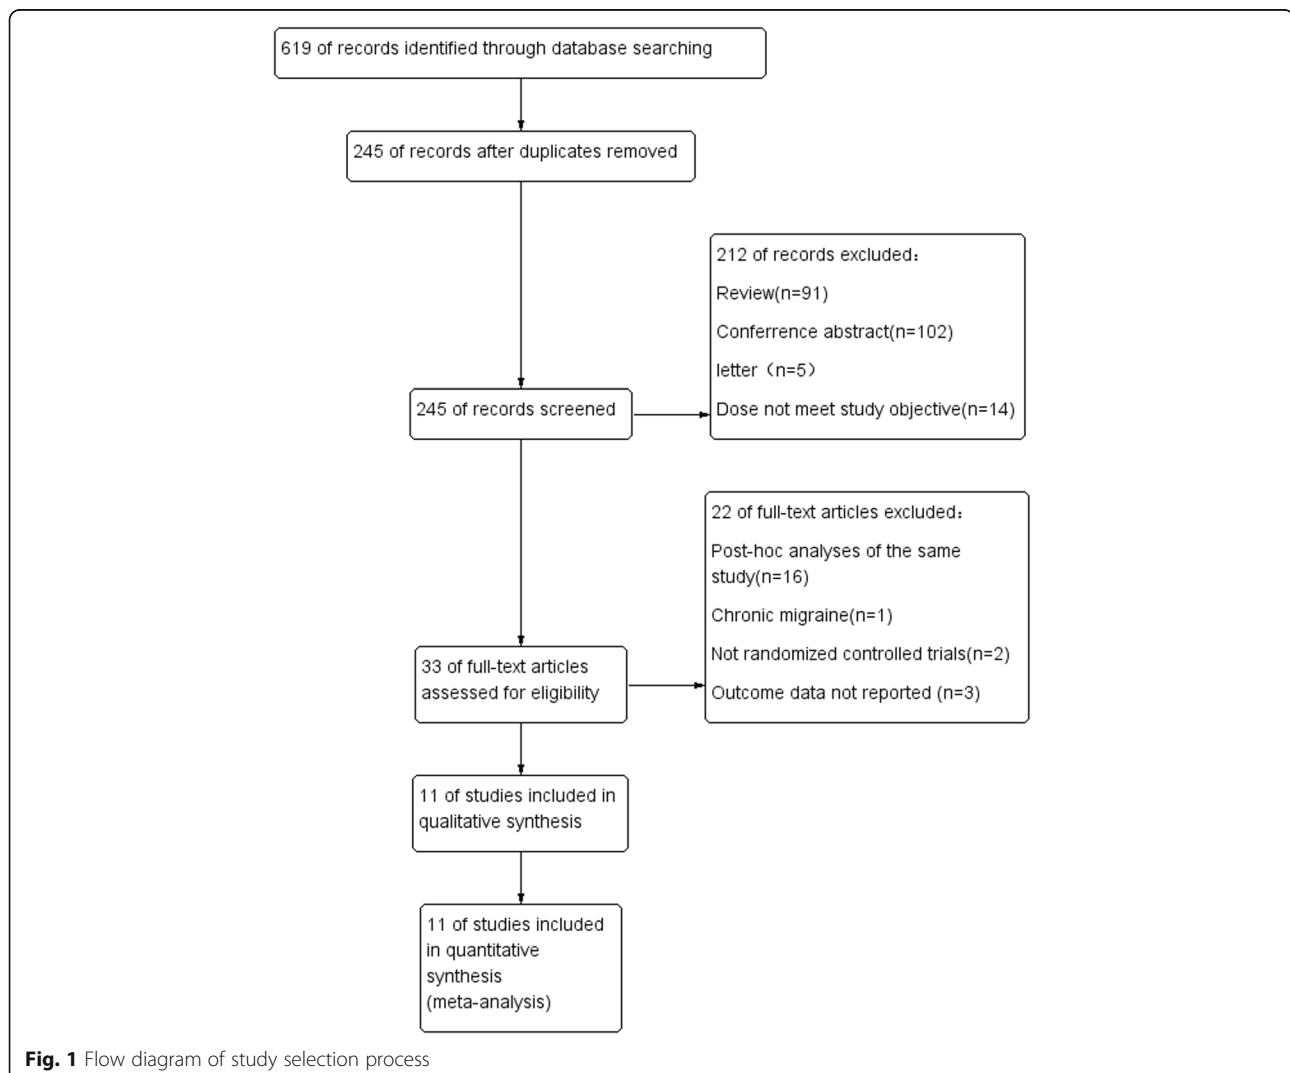 619 of records identified through database searching
245 of records after duplicates removed
212 of records excluded：
Review(n=91)
Conferrence abstract(n=102)
letter（n=5）
Dose not meet study objective(n=14)
245 of records screened
22 of full-text articles excluded：
Post-hoc analyses of the same
study(n=16)
Chronic migraine(n=1)
Not randomized controlled trials(n=2)
Outcome data not reported (n=3)
33 of full-text articles
assessed for eligibility
11 of studies included in
qualitative synthesis
11 of studies included
in quantitative
synthesis
(meta-analysis)
Fig. 1 Flow diagram of study selection process